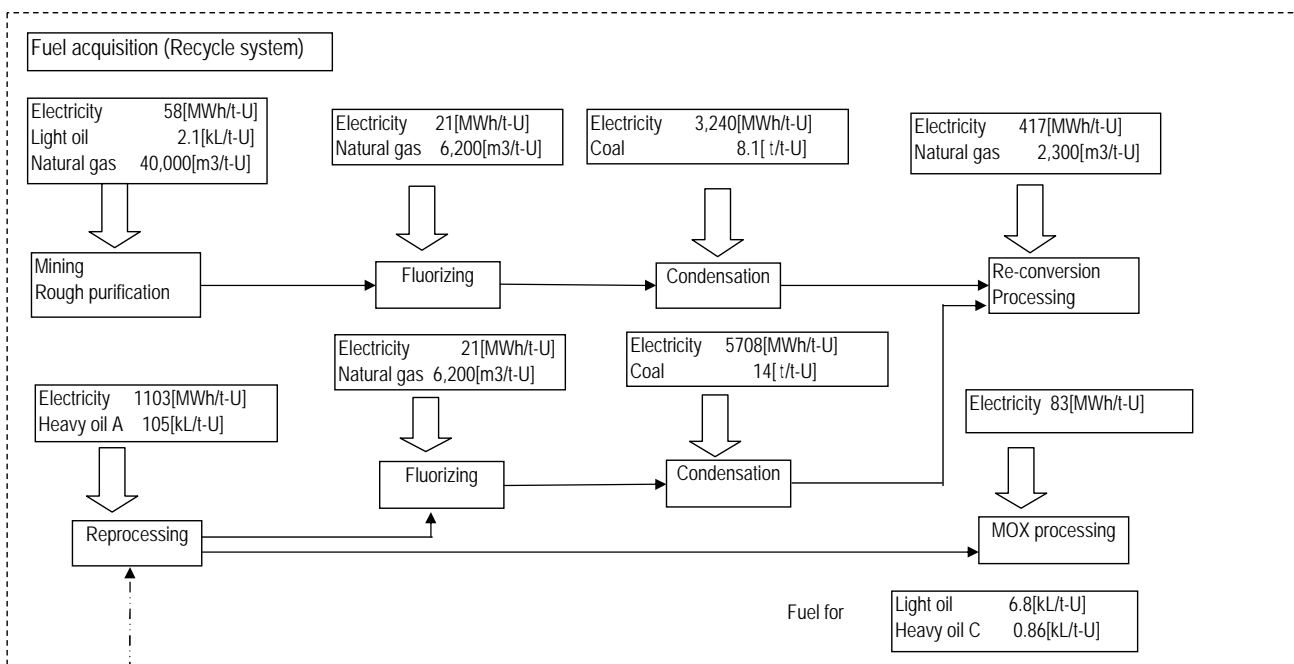 Fuel acquisition (Recycle system)
Electricity 58[MWh/t-U]
Light oil 2.1[kL/t-U]
Natural gas 40,000[m3/t-U]
Electricity 21[MWh/t-U]
Natural gas 6,200[m3/t-U]
Electricity 3,240[MWh/t-U]
Coal 8.1[ t/t-U]
Electricity 417[MWh/t-U]
Natural gas 2,300[m3/t-U]
Mining
Rough purification
Fluorizing
Condensation
Re-conversion
Processing
Electricity 21[MWh/t-U]
Natural gas 6,200[m3/t-U]
Electricity 5708[MWh/t-U]
Coal 14[ t/t-U]
Electricity 1103[MWh/t-U]
Heavy oil A 105[kL/t-U]
Electricity 83[MWh/t-U]
Fluorizing
Condensation
Reprocessing
MOX processing
Fuel for
Light oil 6.8[kL/t-U]
Heavy oil C 0.86[kL/t-U]